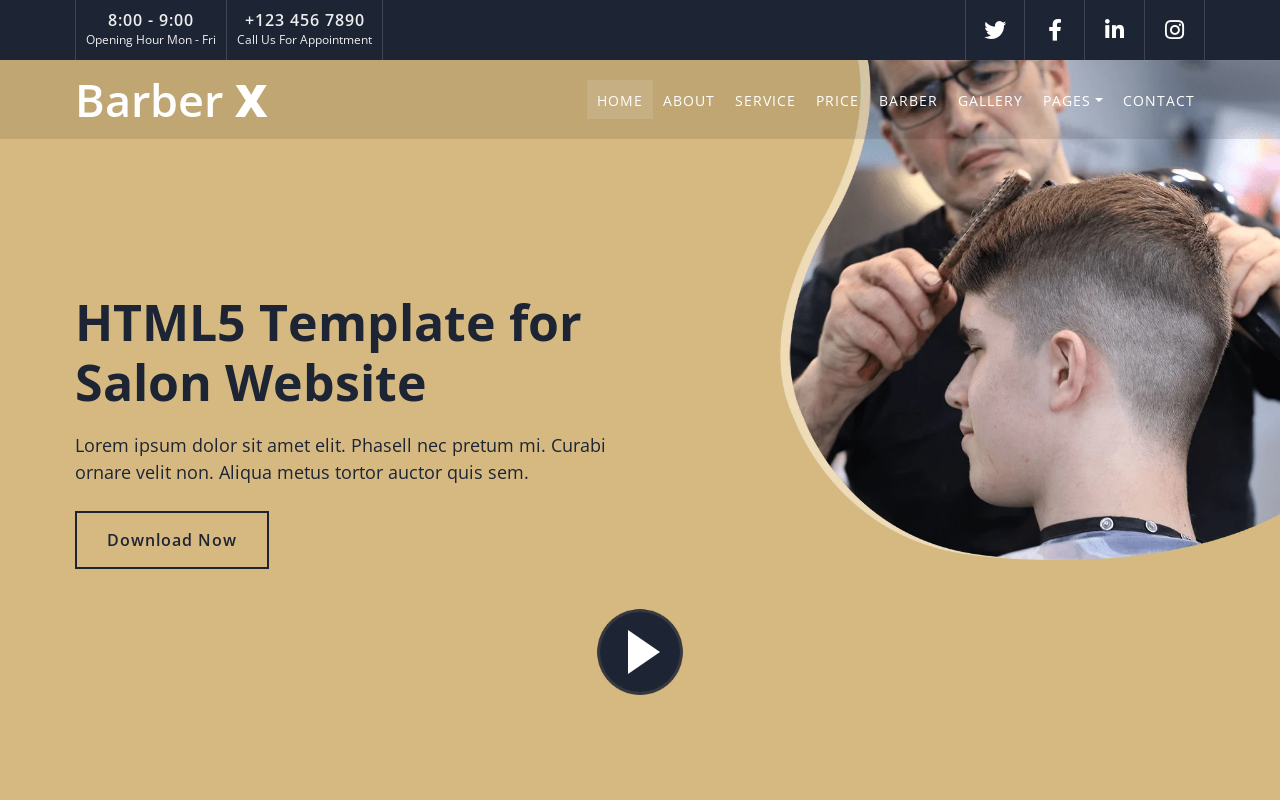 8:00 - 9:00
Opening Hour Mon - Fri
+123 456 7890
Call Us For Appointment
Barber X
HOME ABOUT SERVICE PRICE BARBER GALLERY PAGES CONTACT
HTML5 Template for
Salon Website
Lorem ipsum dolor sit amet elit. Phasell nec pretum mi. Curabi
ornare velit non. Aliqua metus tortor auctor quis sem.
Download Now